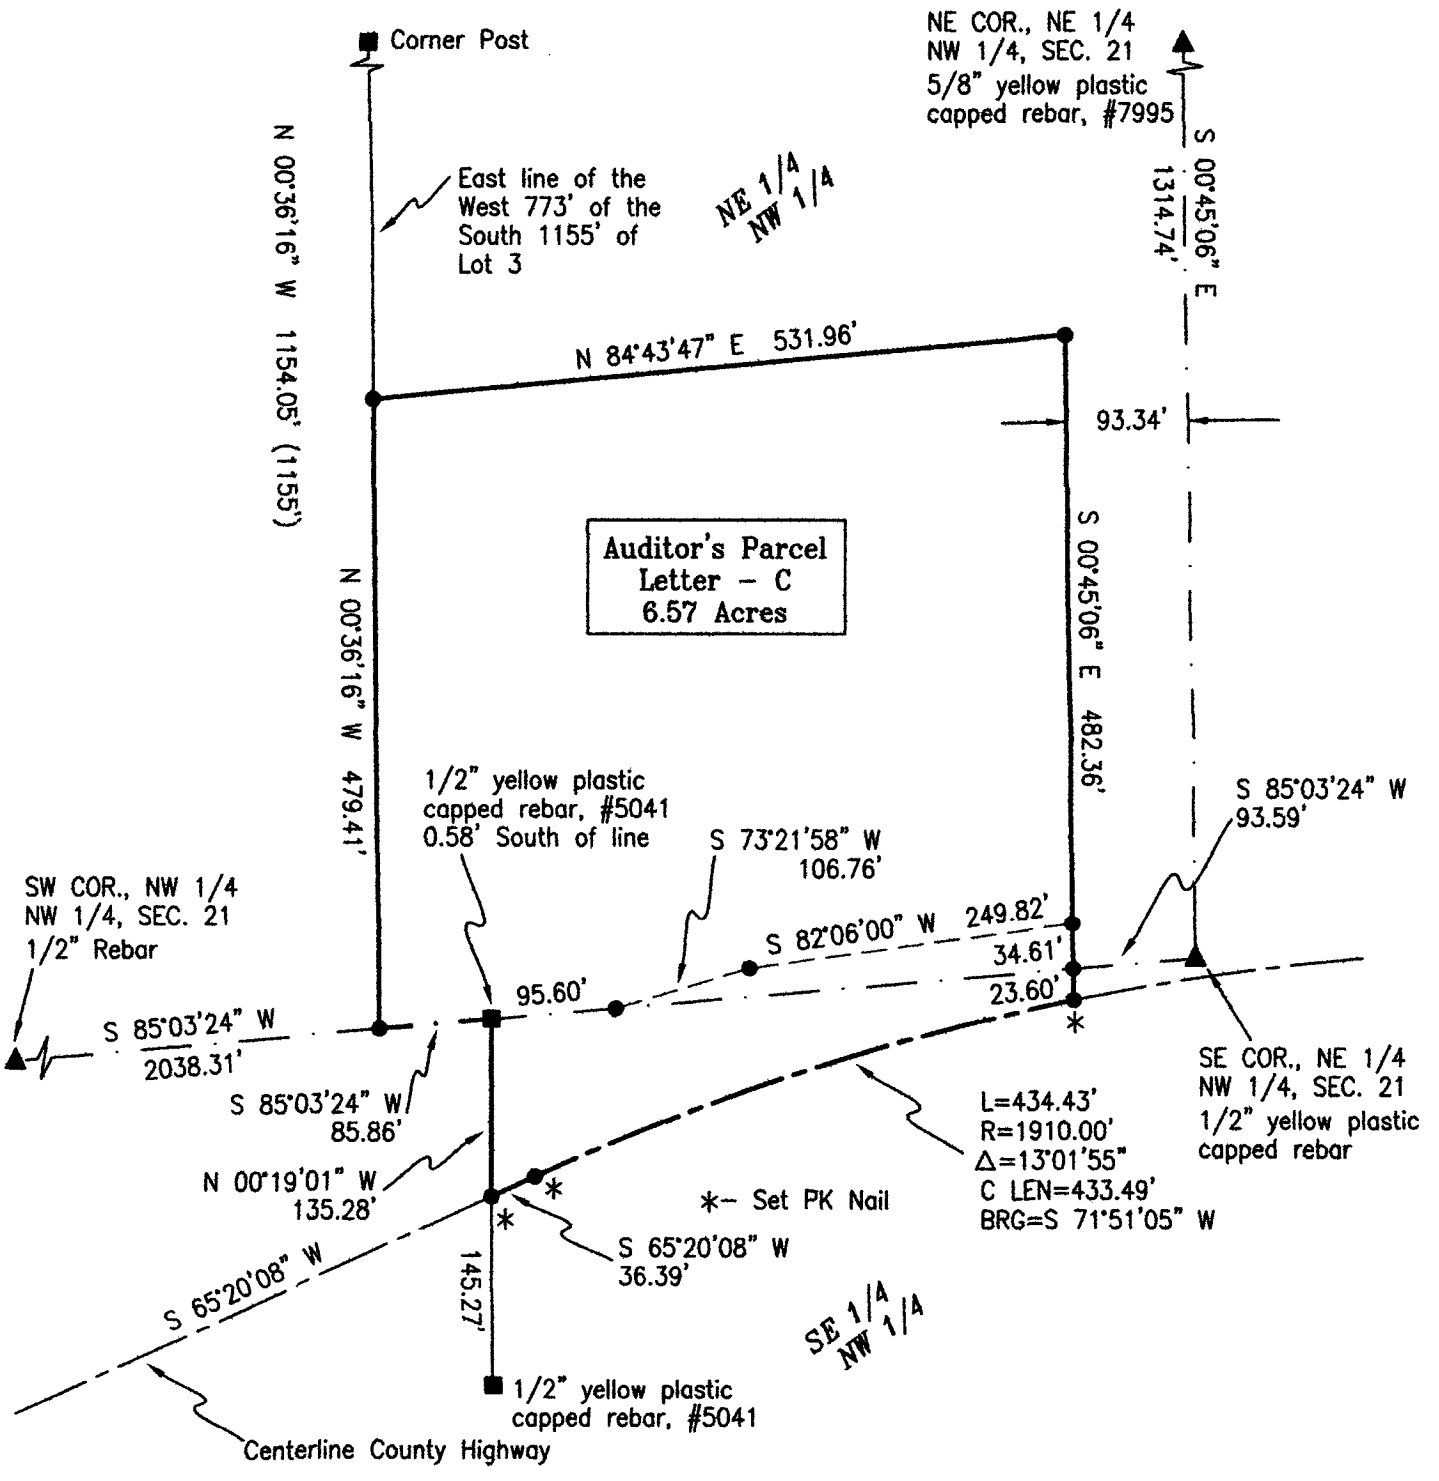 Corner Post
NE COR., NE 1/4
NW 1/4, SEC. 21
5/8" yellow plastic
capped rebar, #7995
N 00°36'16" W 1154.05' (1155')
East line of the
West 773' of the
South 1155' of
Lot 3
NE 1/4
NW 1/4
S 00°45'06" E
1314.74'
N 84°43'47" E 531.96'
93.34'
Auditor's Parcel
Letter - C
6.57 Acres
N 00°36'16" W 479.41'
S 00°45'06" E 482.36'
1/2" yellow plastic
capped rebar, #5041
0.58' South of line
S 73°21'58" W
106.76'
S 85°03'24" W
93.59'
SW COR., NW 1/4
NW 1/4, SEC. 21
1/2" Rebar
S 82°06'00" W 249.82'
34.61'
23.60'
95.60'
S 85°03'24" W
2038.31'
S 85°03'24" W
85.86'
N 00°19'01" W
135.28'
*
*
*
*- Set PK Nail
L=434.43'
R=1910.00'
Δ=13°01'55"
C LEN=433.49'
BRG=S 71°51'05" W
SE COR., NE 1/4
NW 1/4, SEC. 21
1/2" yellow plastic
capped rebar
S 65°20'08" W
36.39'
S 65°20'08" W
145.27'
SE 1/4
NW 1/4
1/2" yellow plastic
capped rebar, #5041
Centerline County Highway